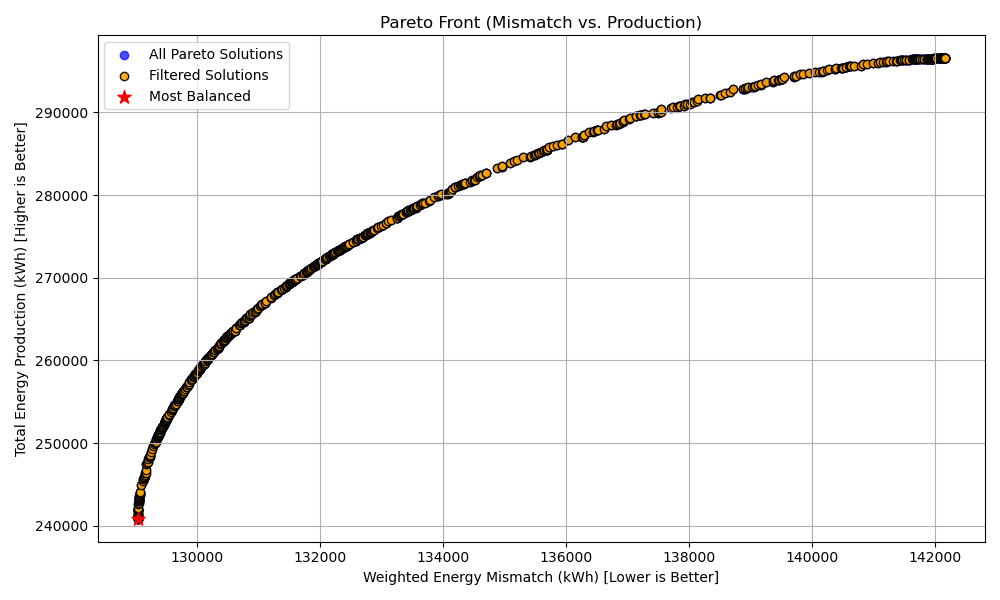 Pareto Front (Mismatch vs. Production)
All Pareto Solutions
Filtered Solutions
Most Balanced
Total Energy Production (kWh) [Higher is Better]
290000
280000
270000
260000
250000
240000
130000 132000 134000 136000 138000 140000 142000
Weighted Energy Mismatch (kWh) [Lower is Better]